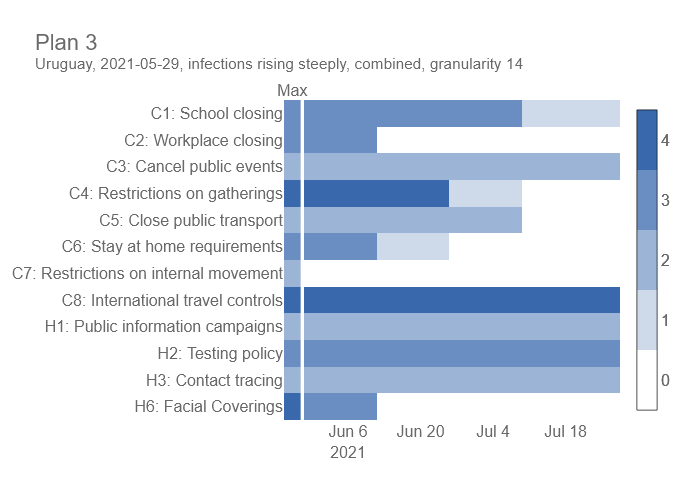 Plan 3
Uruguay, 2021-05-29, infections rising steeply, combined, granularity 14
Max
C1: School closing
C2: Workplace closing
C3: Cancel public events
C4: Restrictions on gatherings
C5: Close public transport
C6: Stay at home requirements
C7: Restrictions on internal movement
C8: International travel controls
H1: Public information campaigns
H2: Testing policy
H3: Contact tracing
H6: Facial Coverings
Jun 6 Jun 20 Jul 4 Jul 18
2021
4
3
2
1
0